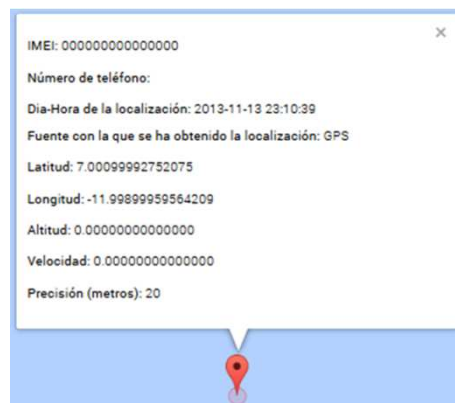 IMEI: 000000000000000
Número de teléfono:
Dia-Hora de la localización: 2013-11-13 23:10:39
Fuente con la que se ha obtenido la localización: GPS
Latitud: 7.00099992752075
Longitud: -11.99899959564209
Altitud: 0.00000000000000
Velocidad: 0.00000000000000
Precisión (metros): 20